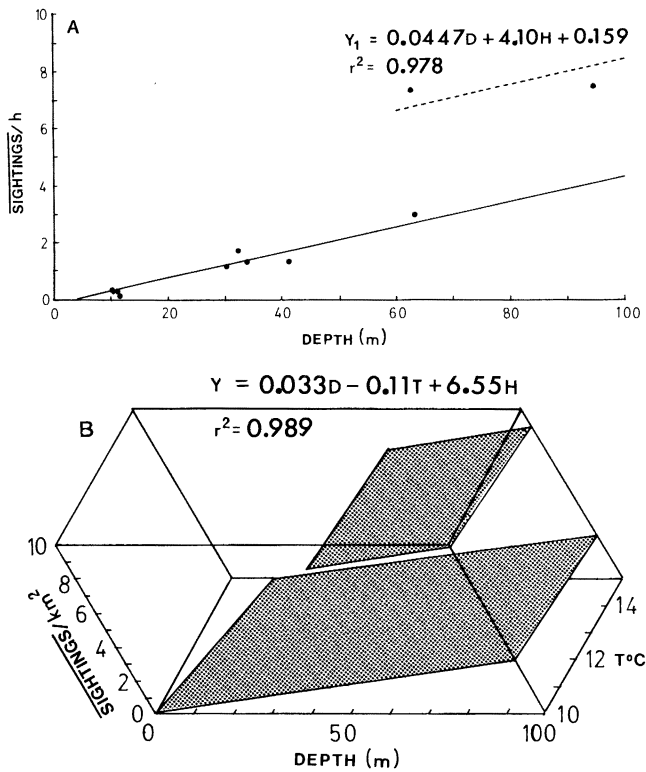 A
Y₁ = 0.0447D + 4.10H + 0.159
r² = 0.978
10
8
6
4
2
0
SIGHTINGS/h
0 20 40 60 80 100
DEPTH (m)
Y = 0.033D − 0.11T + 6.55H
B
r² = 0.989
10
8
6
4
2
0
SIGHTINGS/km²
14
12 T°C
10
0 50 100
DEPTH (m)